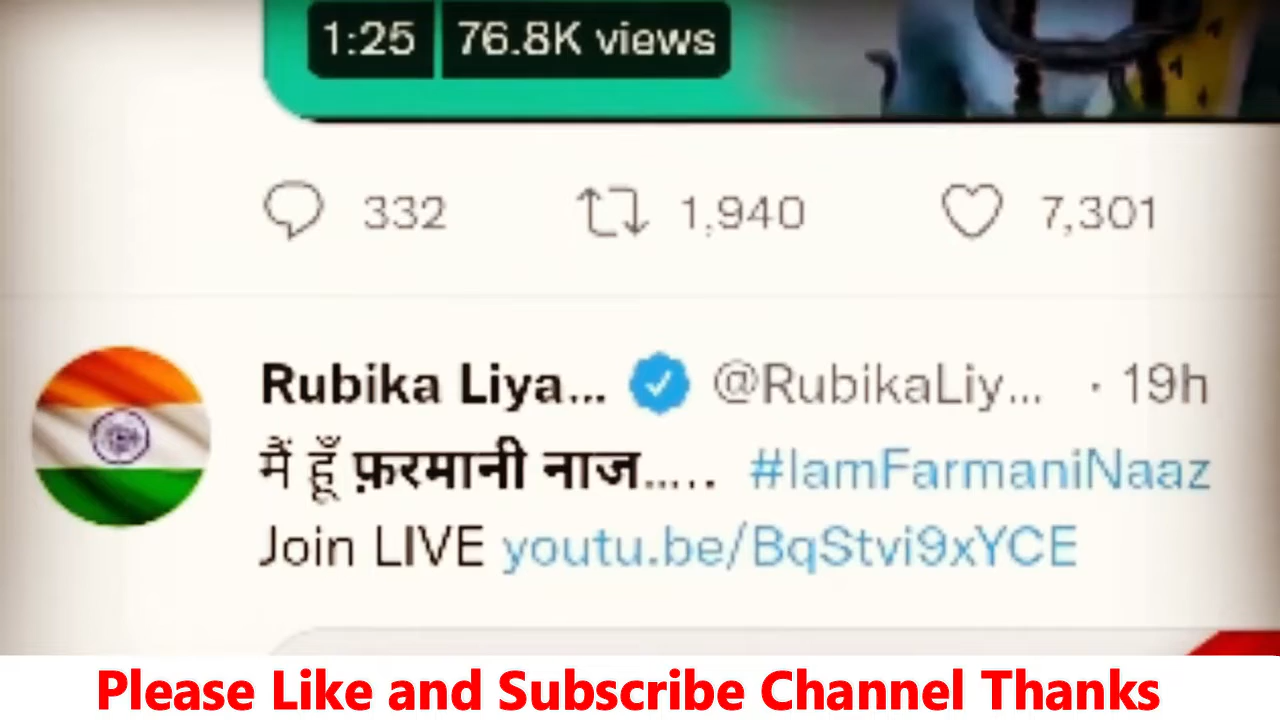 1:25 76.8K views
332 1,940 7,301
Rubika Liya... @RubikaLiy... · 19h
मैं हूँ फ़रमानी नाज..... #IamFarmaniNaaz
Join LIVE youtu.be/BqStvi9xYCE
Please Like and Subscribe Channel Thanks